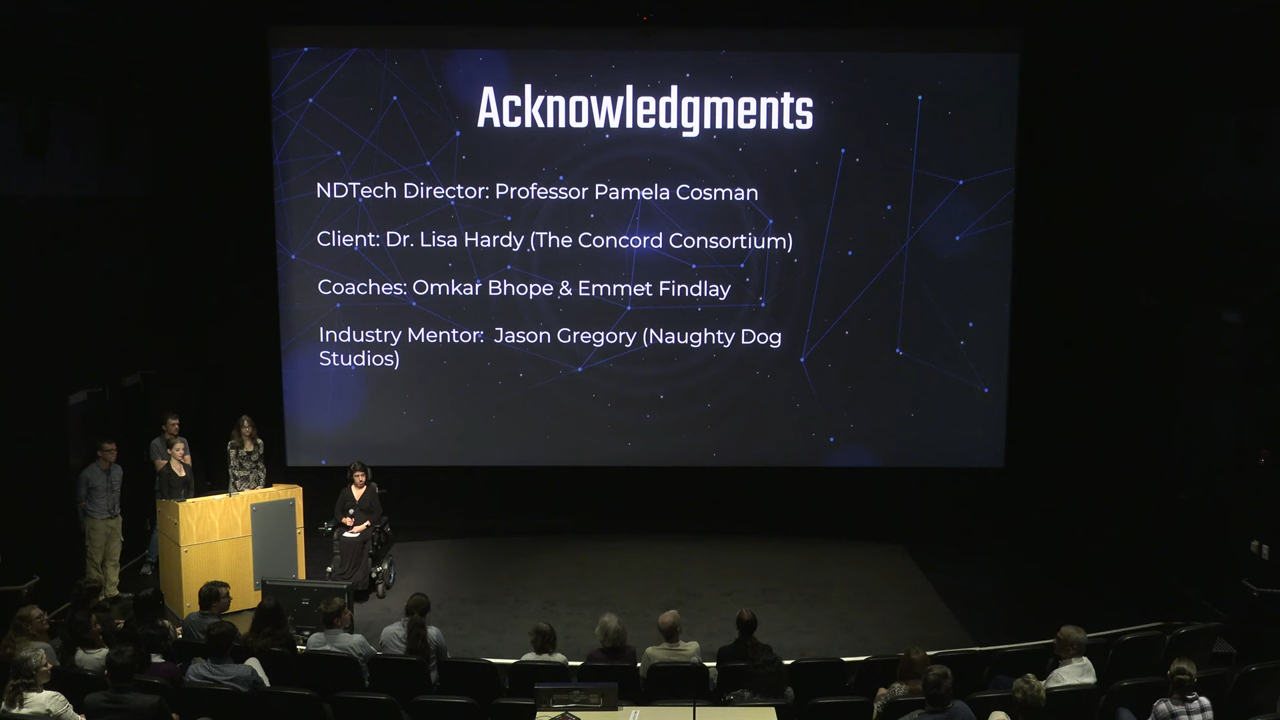 Acknowledgments
NDTech Director: Professor Pamela Cosman
Client: Dr. Lisa Hardy (The Concord Consortium)
Coaches: Omkar Bhope & Emmet Findlay
Industry Mentor:  Jason Gregory (Naughty Dog
Studios)